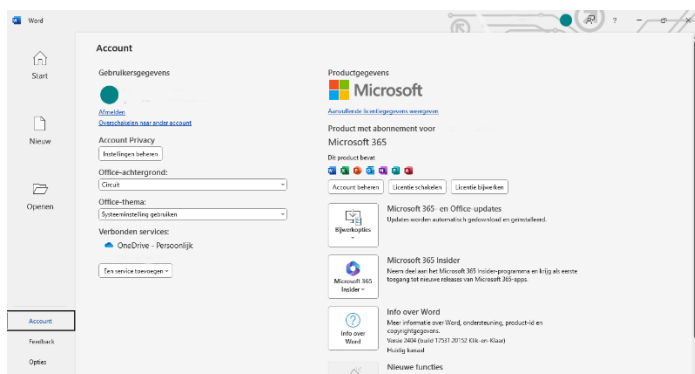 Word
?
Start
Nieuw
Openen
Account
Feedback
Opties
Account
Gebruikersgegevens
Afmelden
Overschakelen naar ander account
Account Privacy
Instellingen beheren
Office-achtergrond:
Circuit
Office-thema:
Systeeminstelling gebruiken
Verbonden services:
OneDrive - Persoonlijk
Een service toevoegen
Productgegevens
Microsoft
Aanvullende licentiegegevens weergeven
Product met abonnement voor
Microsoft 365
Dit product bevat
Account beheren Licentie schakelen Licentie bijwerken
Bijwerkopties
Microsoft 365- en Office-updates
Updates worden automatisch gedownload en geïnstalleerd.
Microsoft 365 Insider
Microsoft 365 Insider
Neem deel aan het Microsoft 365 Insider-programma en krijg als eerste
toegang tot nieuwe releases van Microsoft 365-apps.
Info over Word
Info over Word
Meer informatie over Word, ondersteuning, product-id en
copyrightgegevens.
Versie 2404 (build 17531.20152 Klik-en-Klaar)
Huidig kanaal
Nieuwe functies